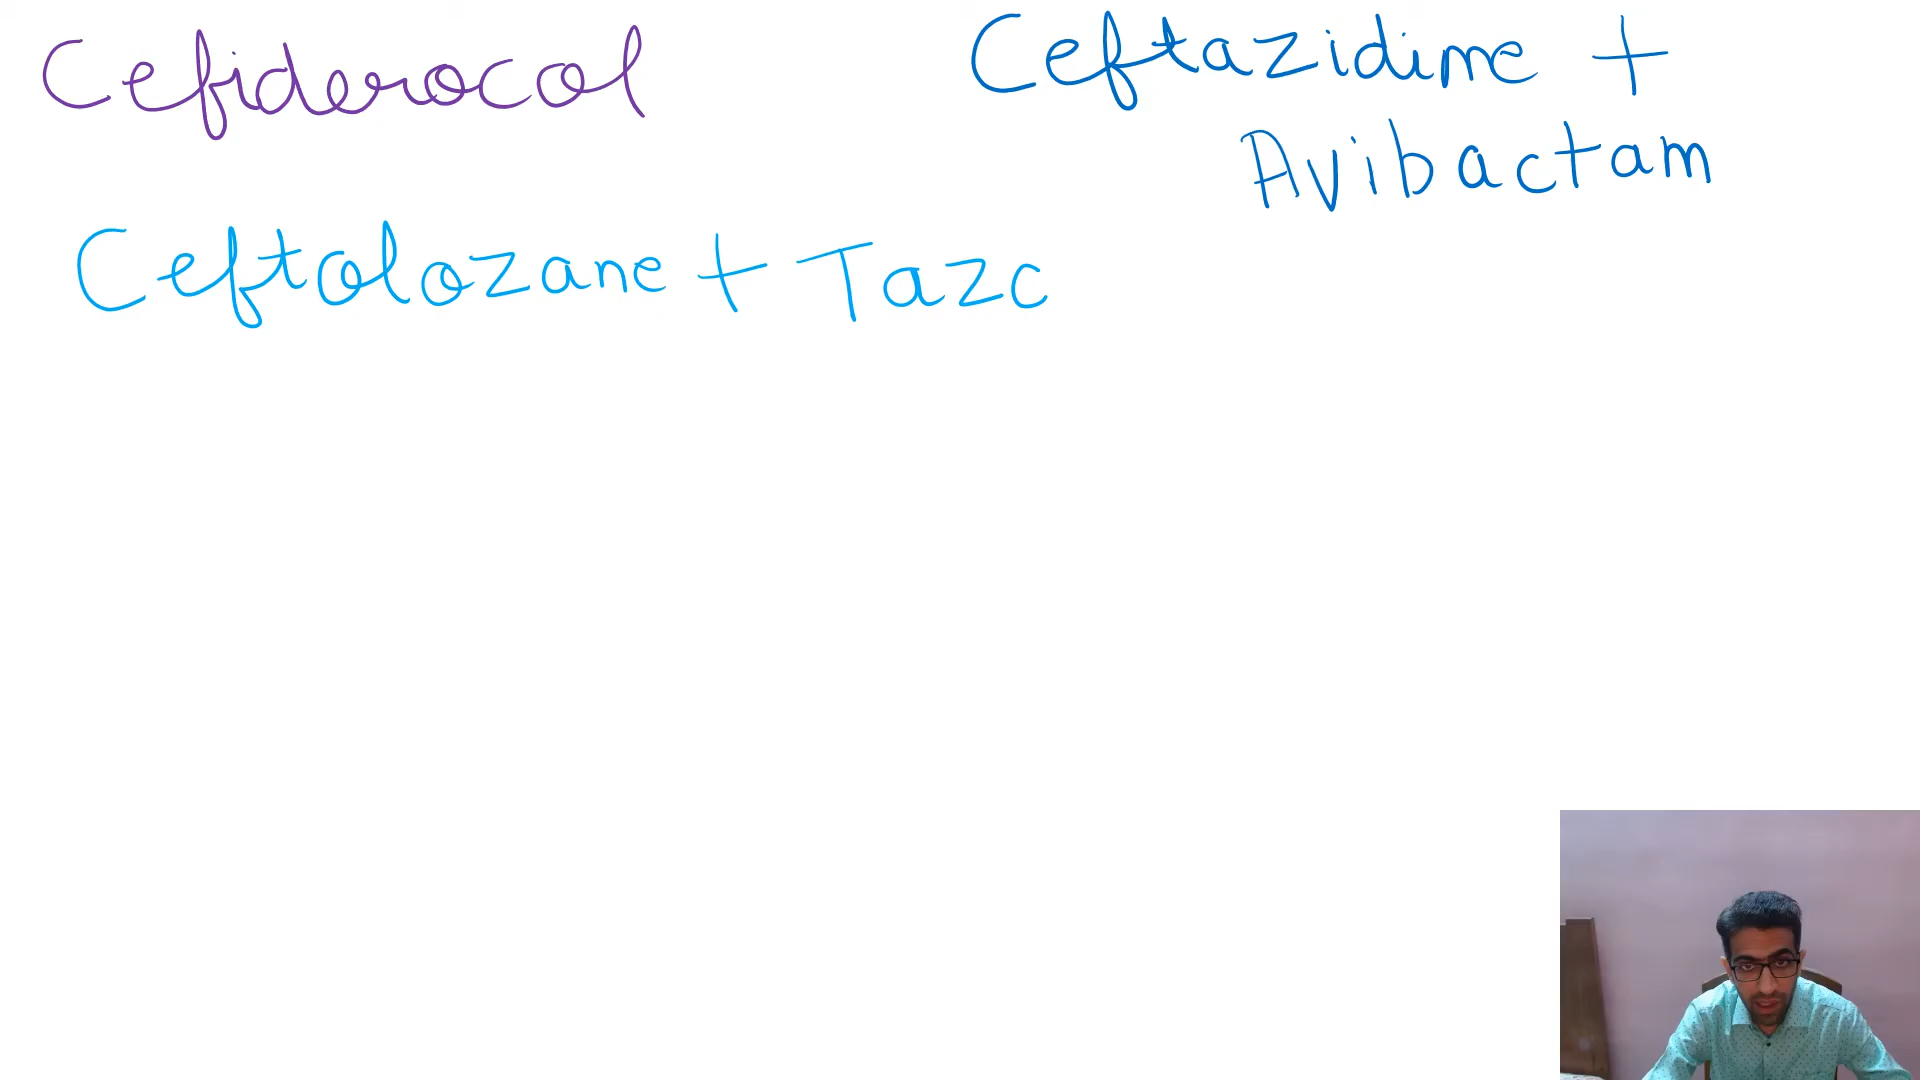 Cefiderocol
Ceftazidime +
Avibactam
Ceftolozane + Tazc